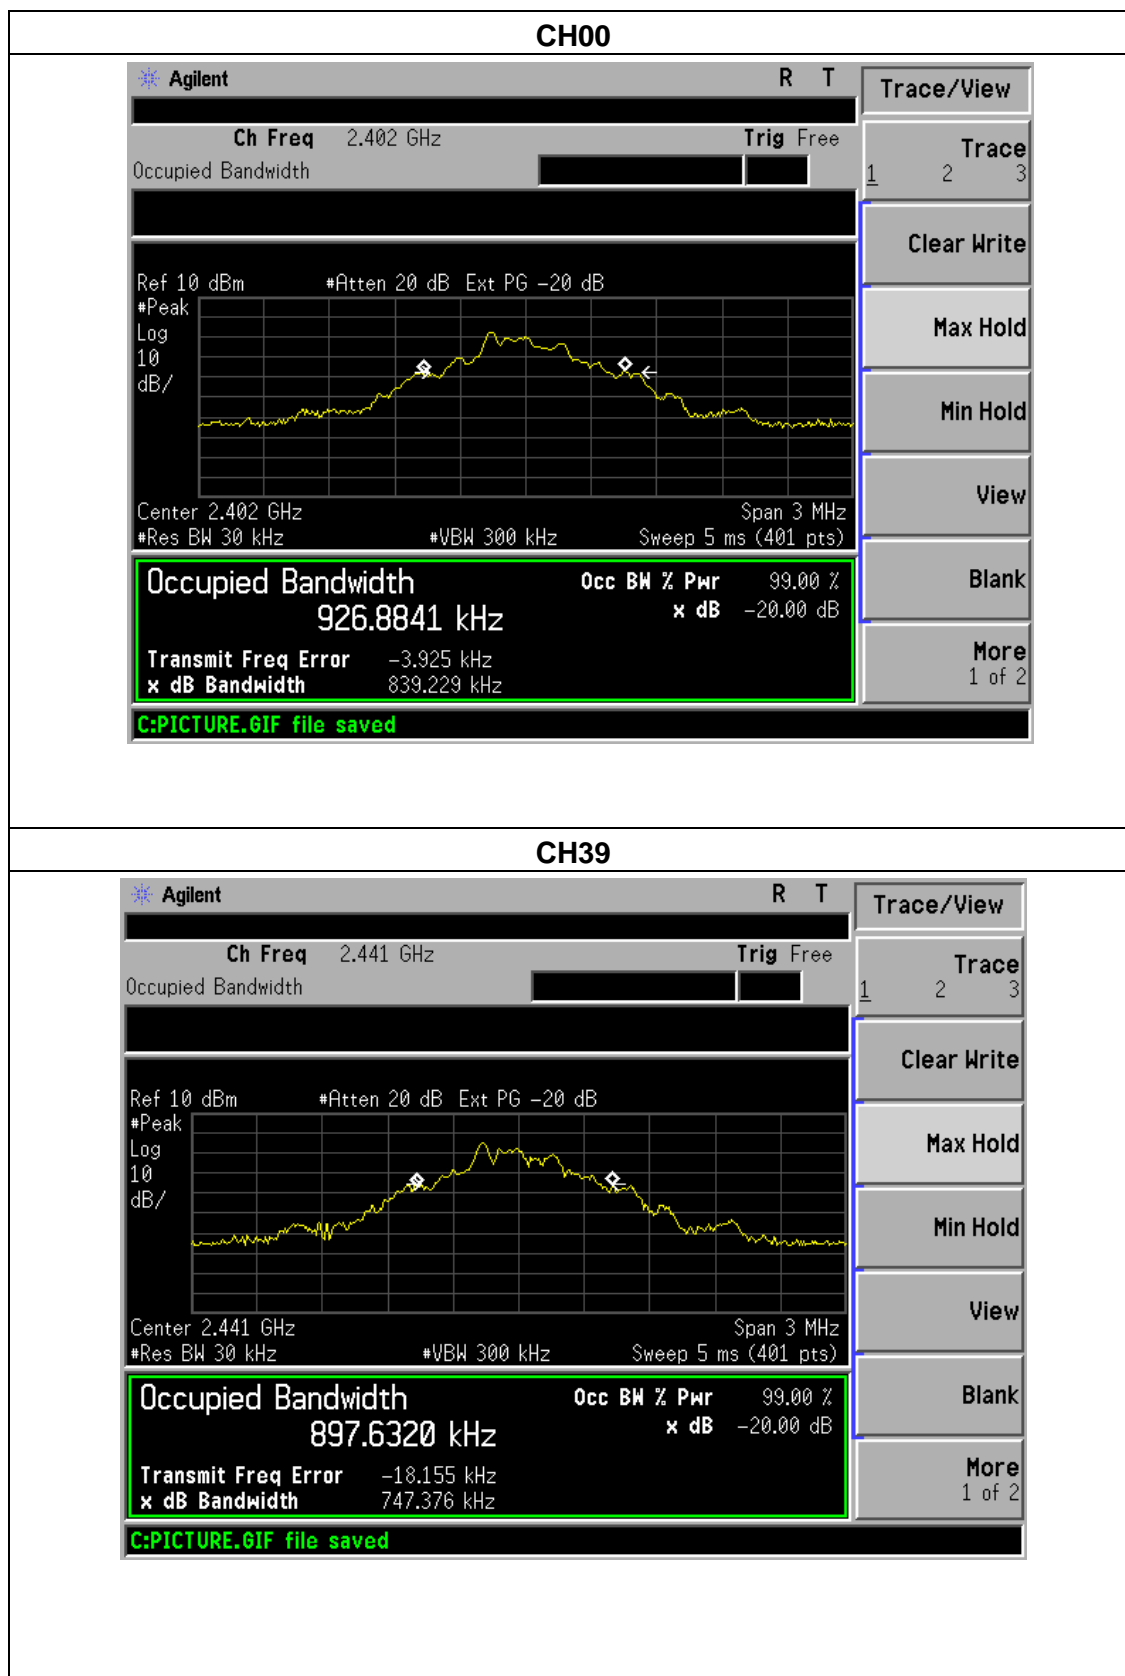 CH00
Agilent R T
Trace/View
Ch Freq 2.402 GHz Trig Free
Occupied Bandwidth
Trace
1 2 3
Clear Write
Ref 10 dBm #Atten 20 dB Ext PG -20 dB
#Peak
Log
10
dB/
Max Hold
Min Hold
View
Center 2.402 GHz Span 3 MHz
#Res BW 30 kHz #VBW 300 kHz Sweep 5 ms (401 pts)
Occupied Bandwidth Occ BW % Pwr 99.00 %
926.8841 kHz x dB -20.00 dB
Blank
Transmit Freq Error -3.925 kHz
x dB Bandwidth 839.229 kHz
More
1 of 2
C:PICTURE.GIF file saved
CH39
Agilent R T
Trace/View
Ch Freq 2.441 GHz Trig Free
Occupied Bandwidth
Trace
1 2 3
Clear Write
Ref 10 dBm #Atten 20 dB Ext PG -20 dB
#Peak
Log
10
dB/
Max Hold
Min Hold
View
Center 2.441 GHz Span 3 MHz
#Res BW 30 kHz #VBW 300 kHz Sweep 5 ms (401 pts)
Occupied Bandwidth Occ BW % Pwr 99.00 %
897.6320 kHz x dB -20.00 dB
Blank
Transmit Freq Error -18.155 kHz
x dB Bandwidth 747.376 kHz
More
1 of 2
C:PICTURE.GIF file saved